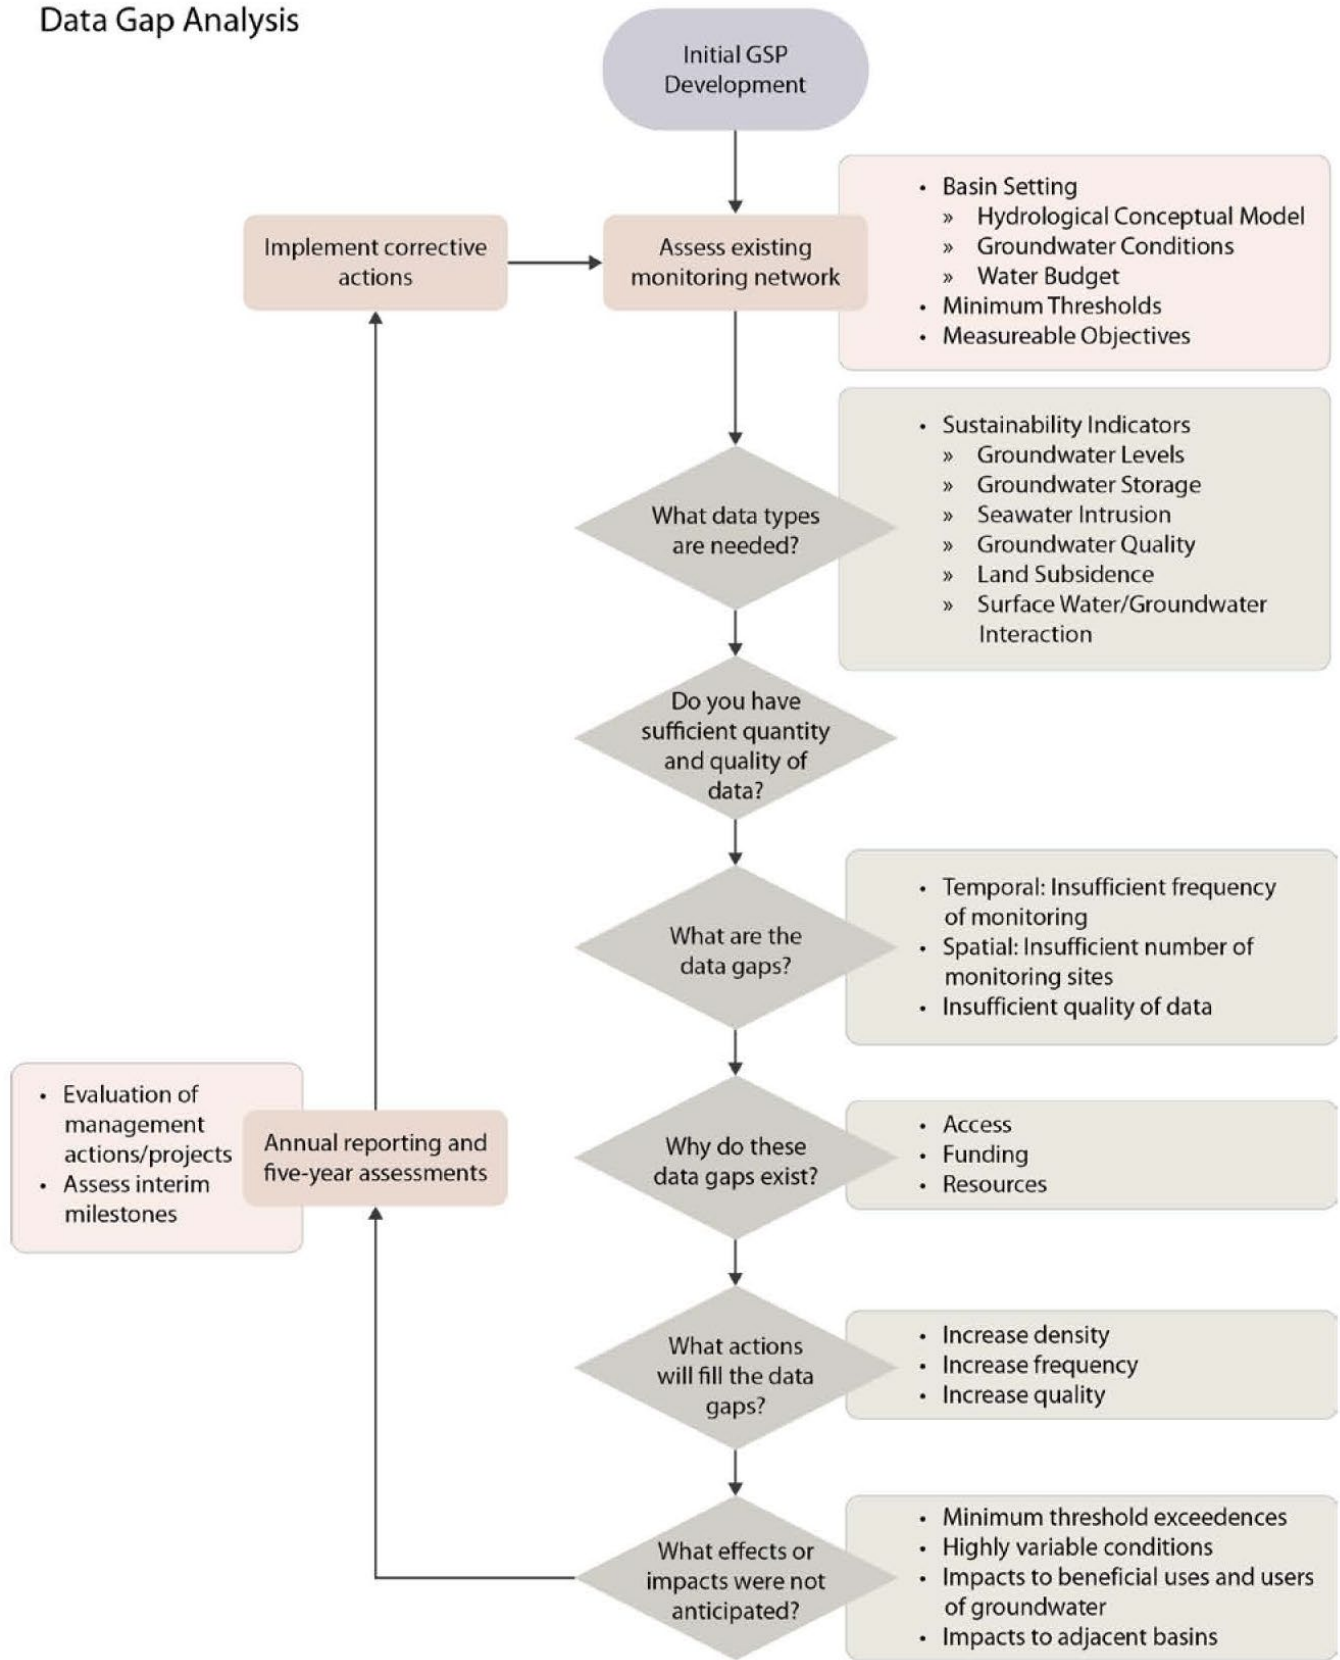 Data Gap Analysis
Initial GSP
Development
Implement corrective
actions
Assess existing
monitoring network
• Basin Setting
» Hydrological Conceptual Model
» Groundwater Conditions
» Water Budget
• Minimum Thresholds
• Measureable Objectives
What data types
are needed?
• Sustainability Indicators
» Groundwater Levels
» Groundwater Storage
» Seawater Intrusion
» Groundwater Quality
» Land Subsidence
» Surface Water/Groundwater
Interaction
Do you have
sufficient quantity
and quality of
data?
What are the
data gaps?
• Temporal: Insufficient frequency
of monitoring
• Spatial: Insufficient number of
monitoring sites
• Insufficient quality of data
Why do these
data gaps exist?
• Access
• Funding
• Resources
What actions
will fill the data
gaps?
• Increase density
• Increase frequency
• Increase quality
What effects or
impacts were not
anticipated?
• Minimum threshold exceedences
• Highly variable conditions
• Impacts to beneficial uses and users
of groundwater
• Impacts to adjacent basins
Annual reporting and
five-year assessments
• Evaluation of
management
actions/projects
• Assess interim
milestones